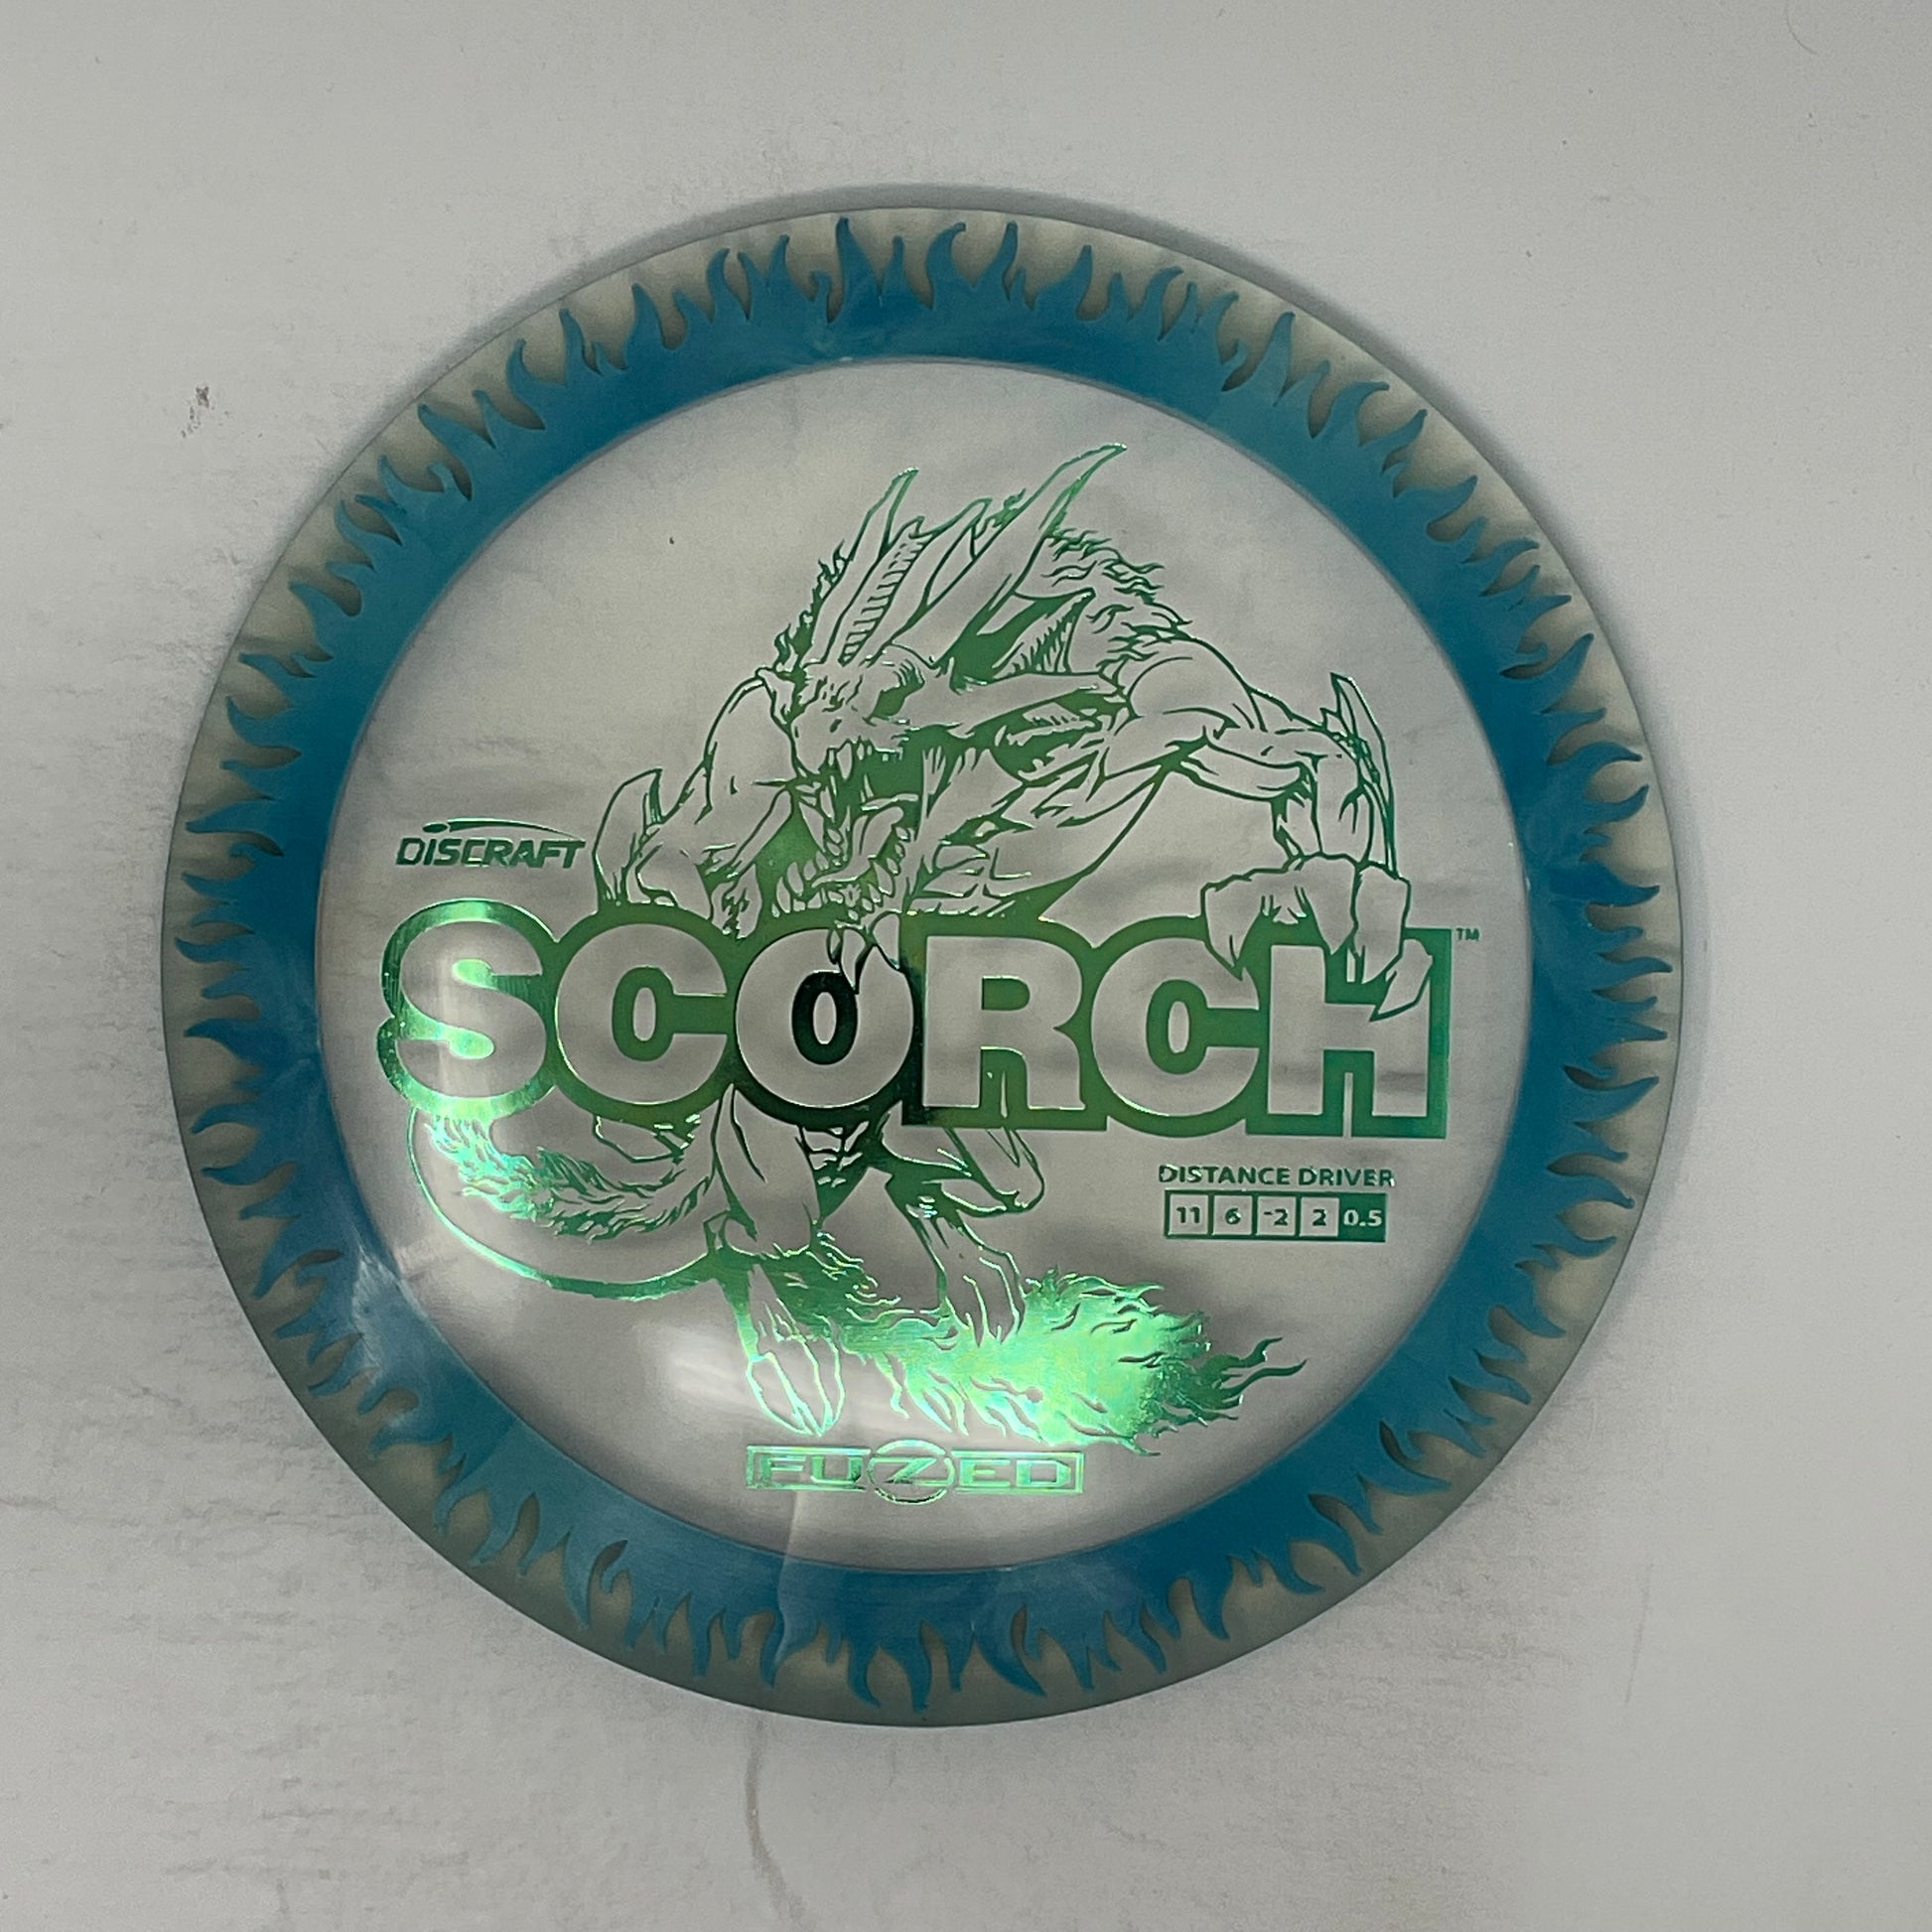 DISCRAFT
SCORCH™
DISTANCE DRIVER
11 6 -2 2 0.5
FUZED